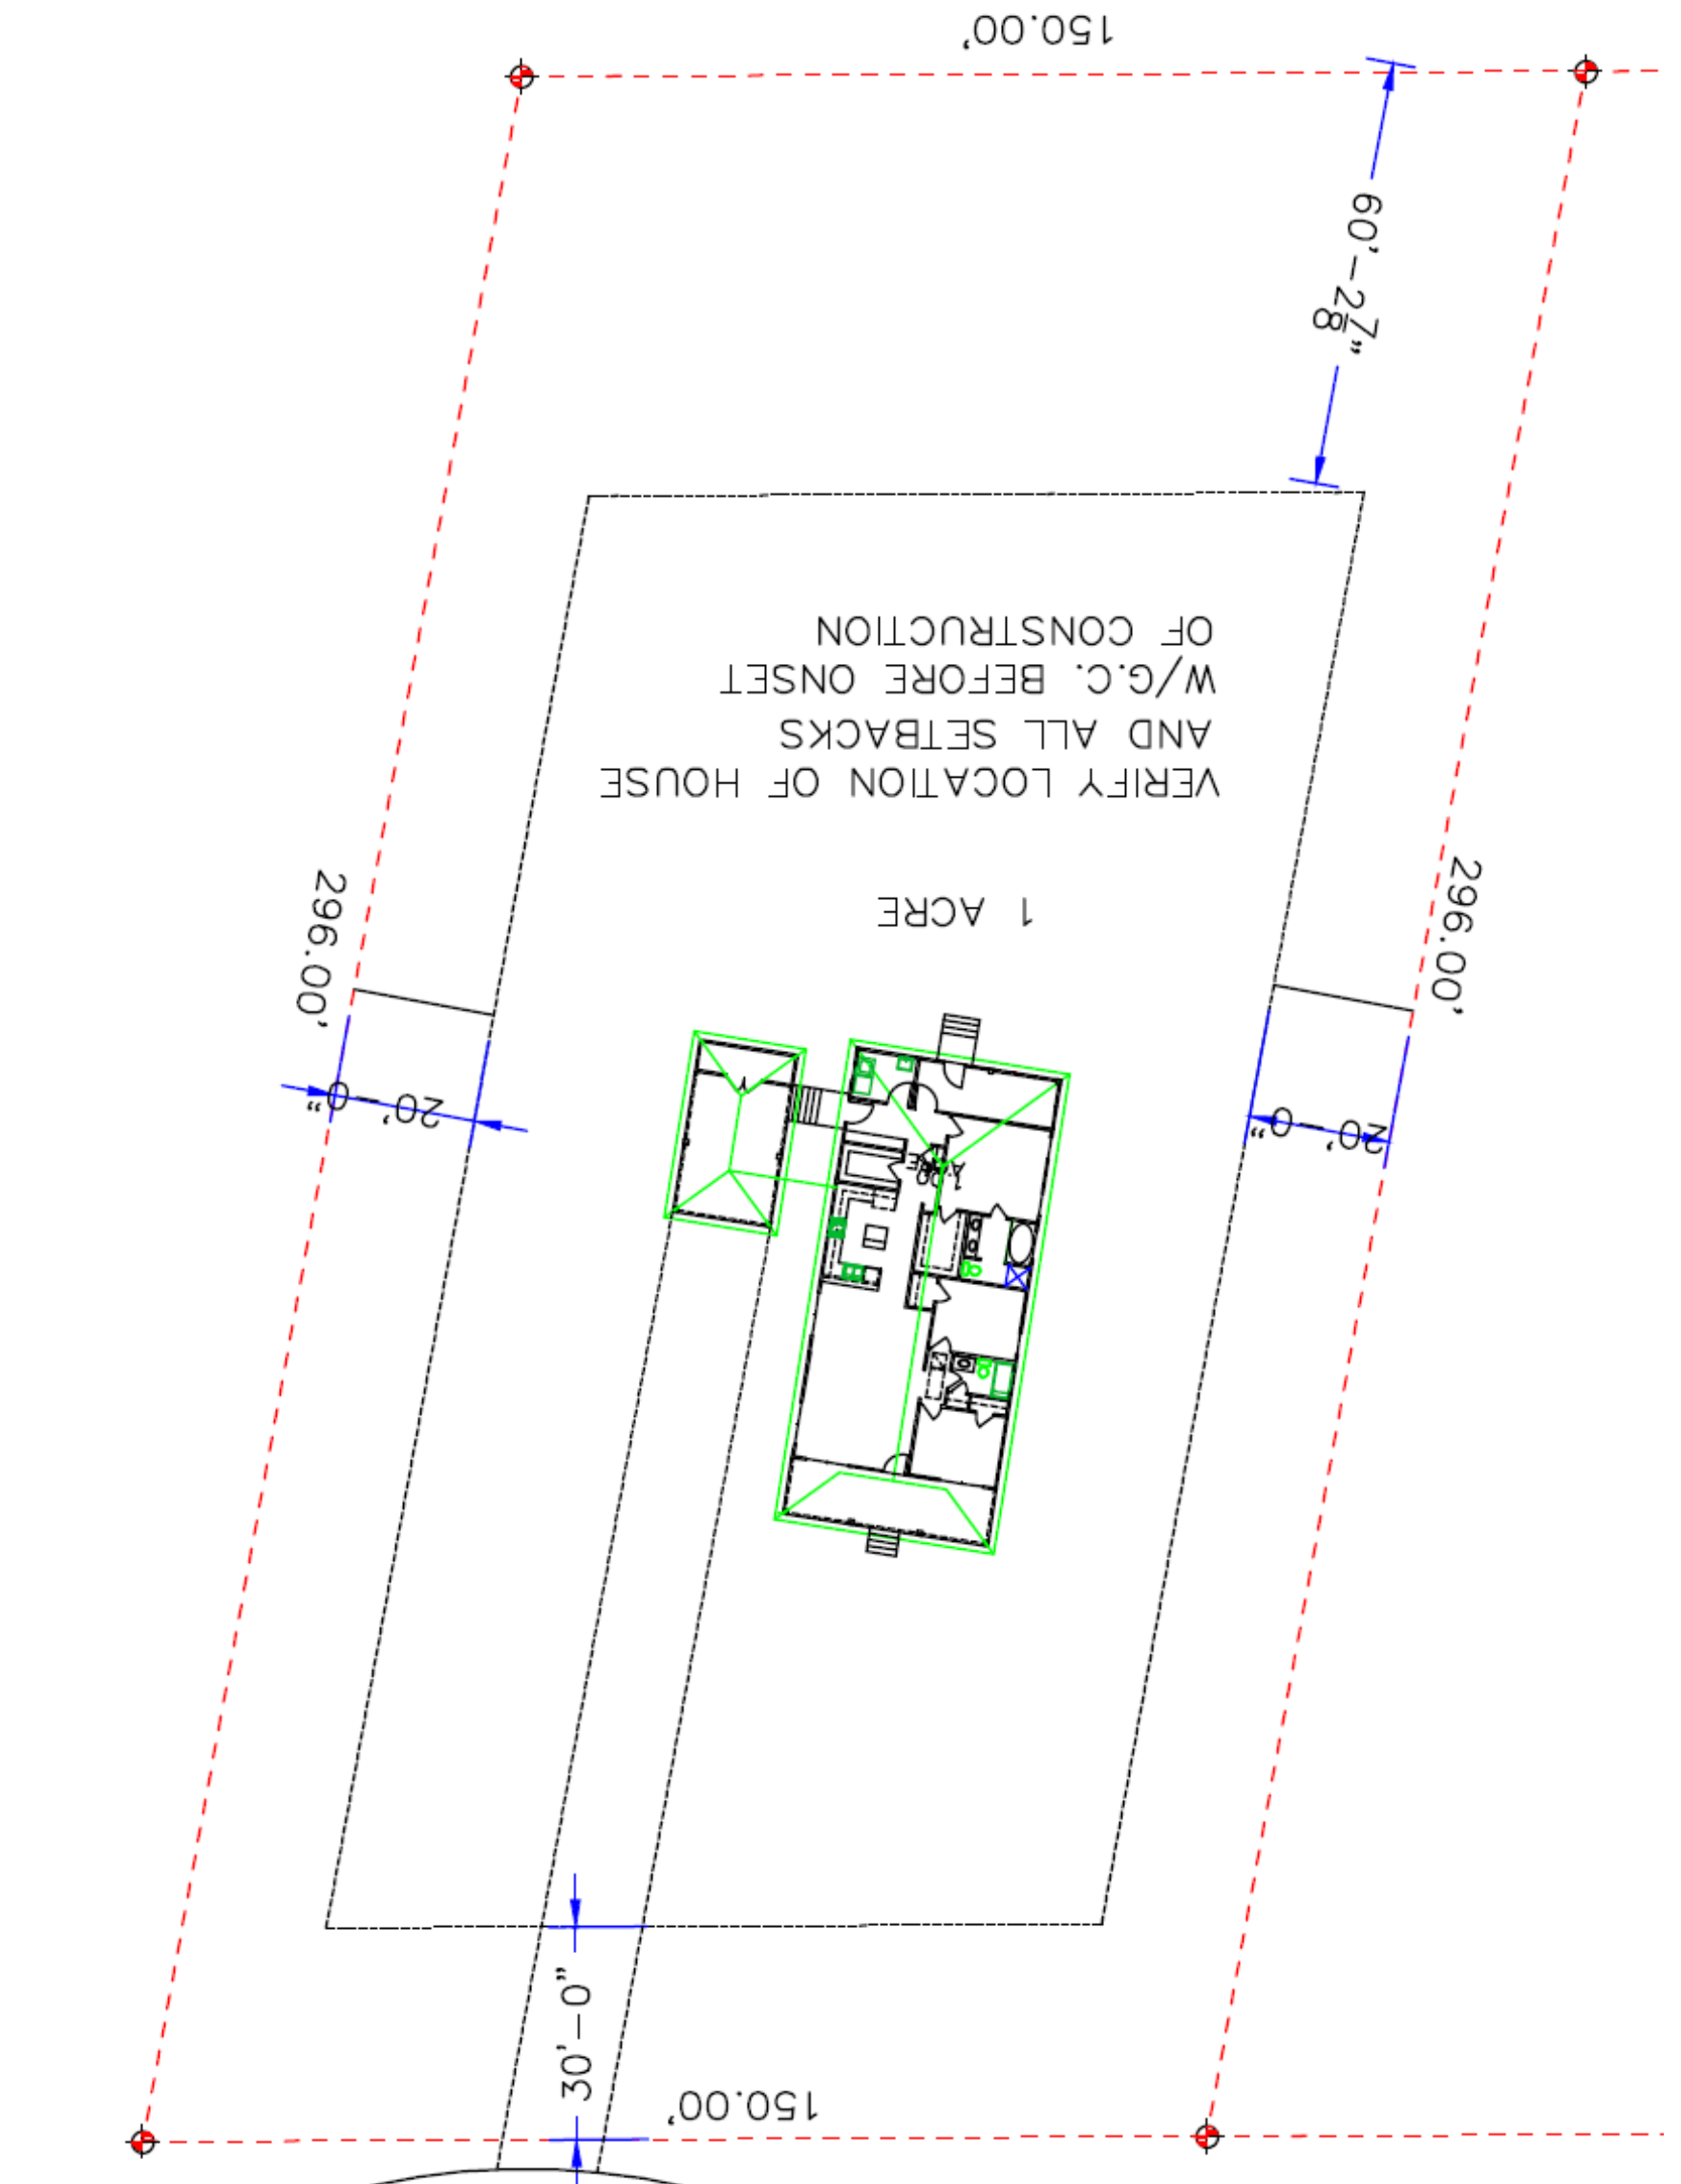 150.00'
60'-2 7/8"
VERIFY LOCATION OF HOUSE
AND ALL SETBACKS
W/G.C. BEFORE ONSET
OF CONSTRUCTION
1 ACRE
296.00'
296.00'
20'-0"
20'-0"
30'-0"
150.00'